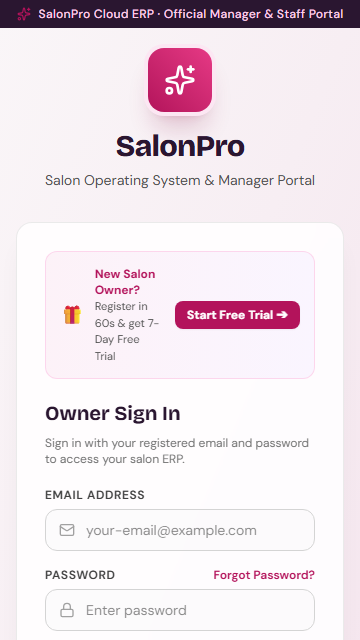 SalonPro Cloud ERP · Official Manager & Staff Portal
SalonPro
Salon Operating System & Manager Portal
New Salon
Owner?
Register in
60s & get 7-
Day Free
Trial
Start Free Trial ➔
Owner Sign In
Sign in with your registered email and password
to access your salon ERP.
EMAIL ADDRESS
your-email@example.com
PASSWORD
Forgot Password?
Enter password